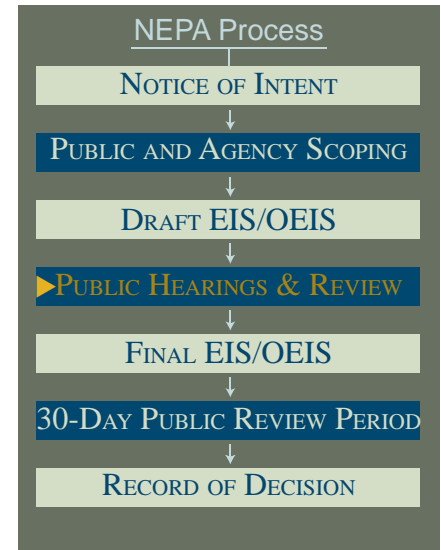 NEPA Process
NOTICE OF INTENT
PUBLIC AND AGENCY SCOPING
DRAFT EIS/OEIS
PUBLIC HEARINGS & REVIEW
FINAL EIS/OEIS
30-DAY PUBLIC REVIEW PERIOD
RECORD OF DECISION